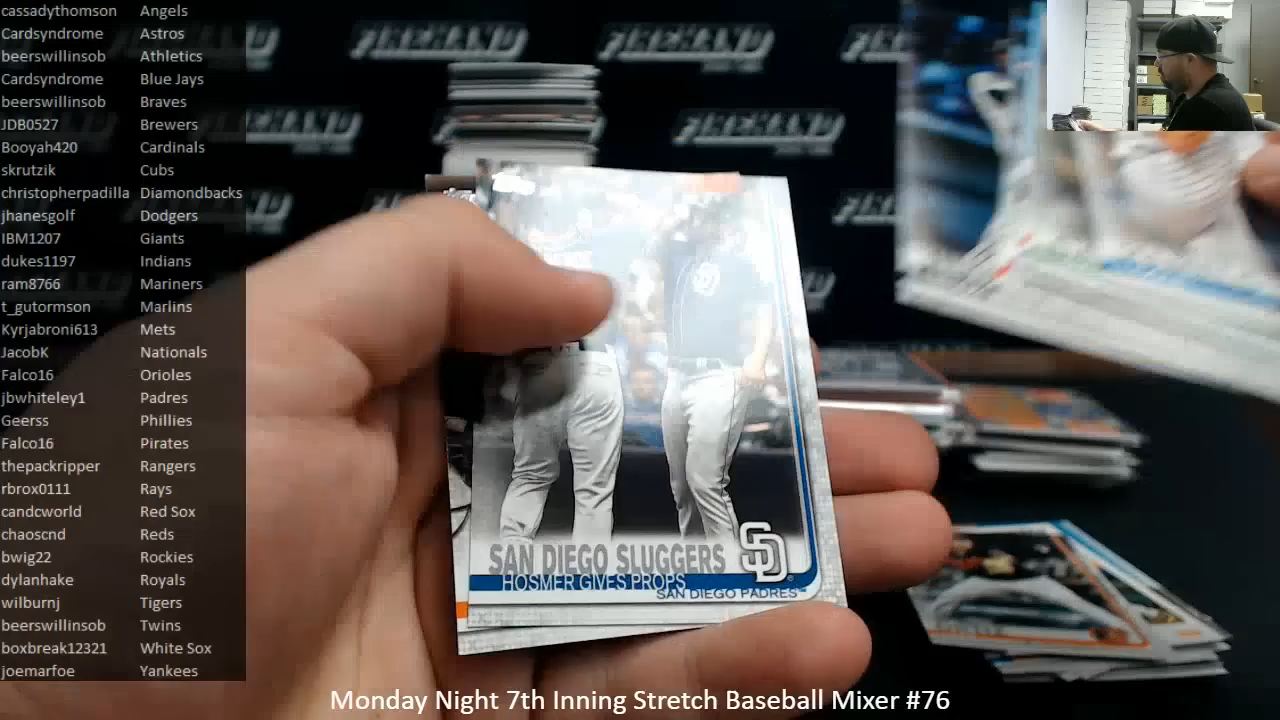 cassadythomson Angels
Cardsyndrome Astros
beerswillinsob Athletics
Cardsyndrome Blue Jays
beerswillinsob Braves
JDB0527 Brewers
Booyah420 Cardinals
skrutzik Cubs
christopherpadilla Diamondbacks
jhanesgolf Dodgers
IBM1207 Giants
dukes1197 Indians
ram8766 Mariners
t_gutormson Marlins
Kyrjabroni613 Mets
JacobK Nationals
Falco16 Orioles
jbwhiteley1 Padres
Geerss Phillies
Falco16 Pirates
thepackripper Rangers
rbrox0111 Rays
candcworld Red Sox
chaoscnd Reds
bwig22 Rockies
dylanhake Royals
wilburnj Tigers
beerswillinsob Twins
boxbreak12321 White Sox
joemarfoe Yankees
FIREHAND FIREHAND
SAN DIEGO SLUGGERS
SD
HOSMER GIVES PROPS
SAN DIEGO PADRES™
Monday Night 7th Inning Stretch Baseball Mixer #76